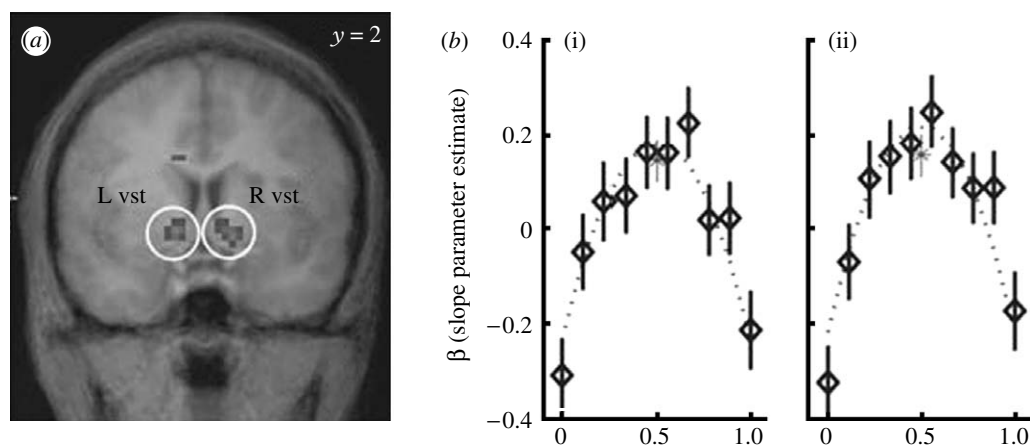 (a)
y = 2
L vst
R vst
(b)
(i)
(ii)
β (slope parameter estimate)
0.4
0.2
0
−0.2
−0.4
0 0.5 1.0
0 0.5 1.0